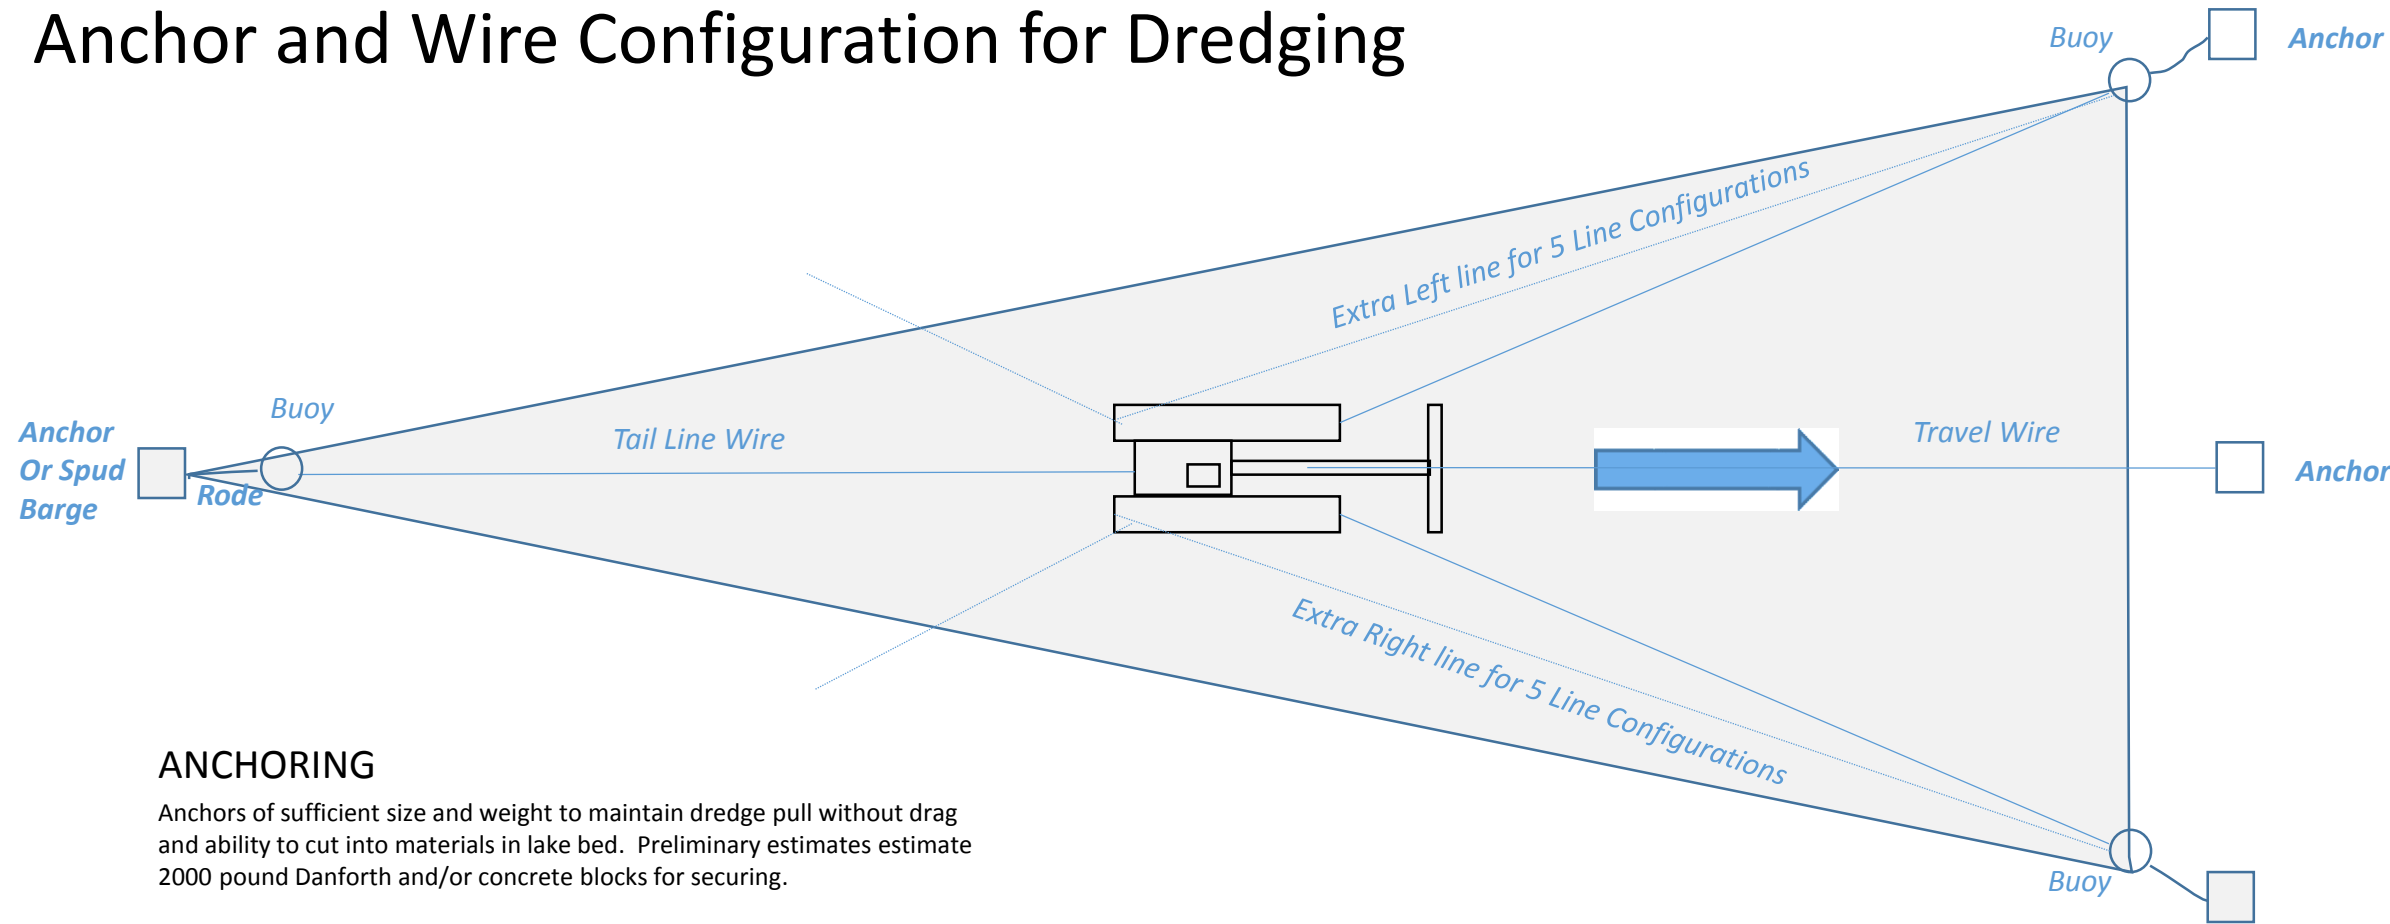 Anchor and Wire Configuration for Dredging
Buoy
Anchor
Extra Left line for 5 Line Configurations
Buoy
Anchor
Or Spud
Barge
Rode
Tail Line Wire
Travel Wire
Anchor
Extra Right line for 5 Line Configurations
Buoy
ANCHORING
Anchors of sufficient size and weight to maintain dredge pull without drag
and ability to cut into materials in lake bed.  Preliminary estimates estimate
2000 pound Danforth and/or concrete blocks for securing.